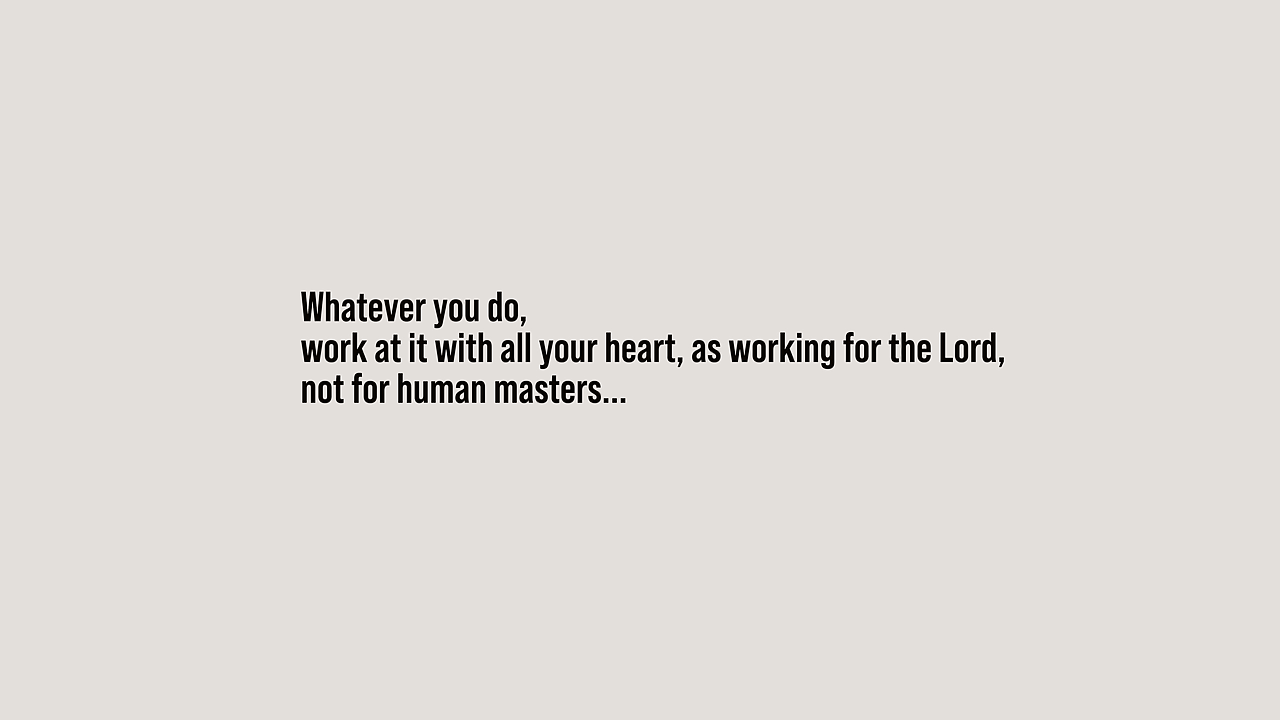 Whatever you do,
work at it with all your heart, as working for the Lord,
not for human masters...